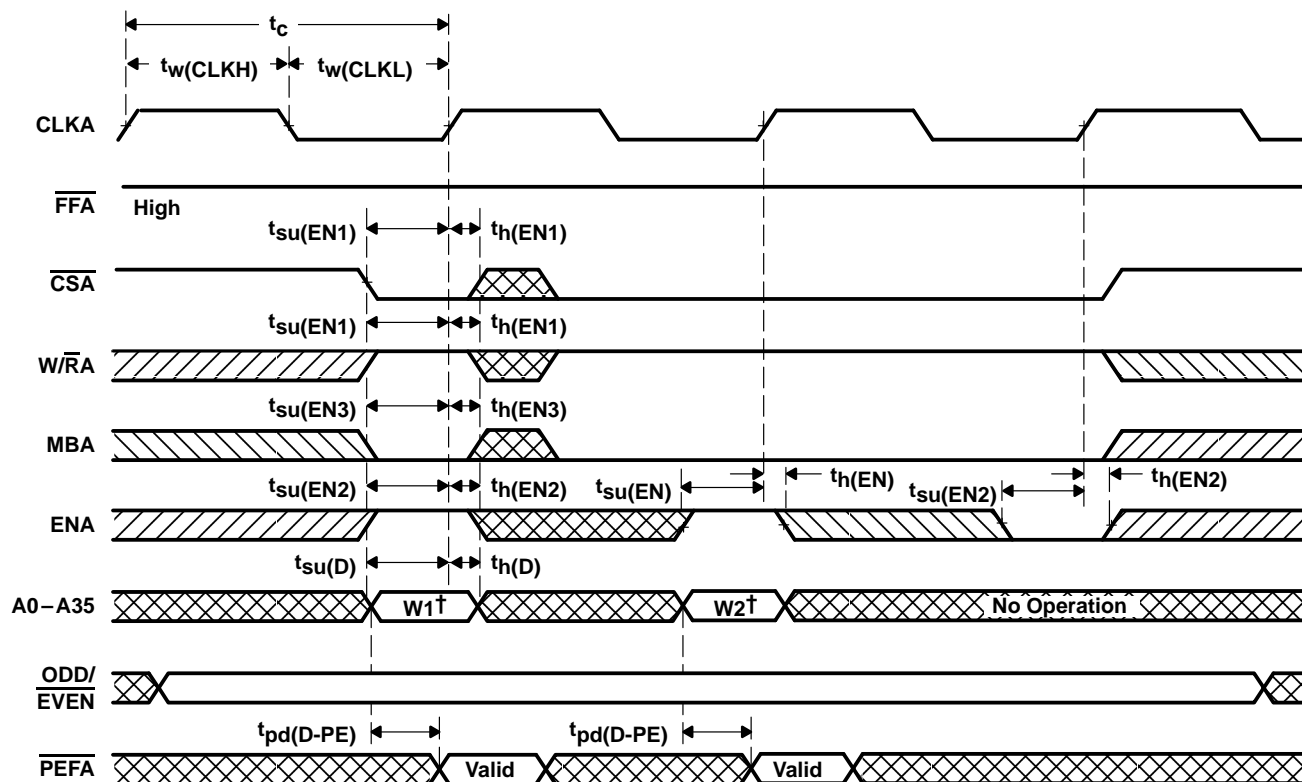 tc
tw(CLKH) tw(CLKL)
CLKA
FFA High
tsu(EN1) th(EN1)
CSA
tsu(EN1) th(EN1)
W/RA
tsu(EN3) th(EN3)
MBA
tsu(EN2) th(EN2) tsu(EN) th(EN) tsu(EN2) th(EN2)
ENA
tsu(D) th(D)
A0–A35 W1† W2† No Operation
ODD/
EVEN
tpd(D-PE) tpd(D-PE)
PEFA Valid Valid